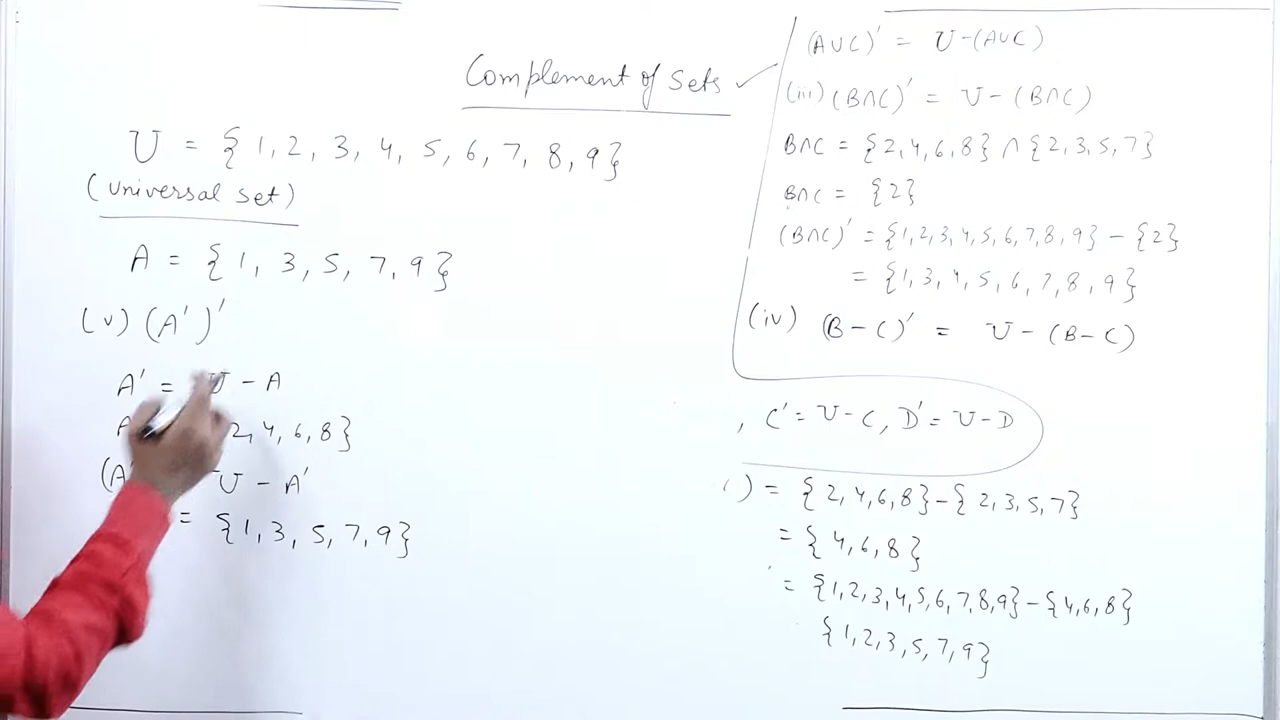 Complement of Sets ✓
U = {1, 2, 3, 4, 5, 6, 7, 8, 9}
(Universal set)
A = {1, 3, 5, 7, 9}
(v) (A')'
A' = U - A
A 2, 4, 6, 8}
(A' U - A'
= {1, 3, 5, 7, 9}
(A∪C)' = U-(A∪C)
(iii) (B∩C)' = U - (B∩C)
B∩C = {2,4,6,8} ∩ {2,3,5,7}
B∩C = {2}
(B∩C)' = {1,2,3,4,5,6,7,8,9} - {2}
= {1,3,4,5,6,7,8,9}
(iv) (B-C)' = U - (B-C)
, C' = U-C, D' = U-D
) = {2,4,6,8} - {2,3,5,7}
= {4,6,8}
= {1,2,3,4,5,6,7,8,9} - {4,6,8}
{1,2,3,5,7,9}